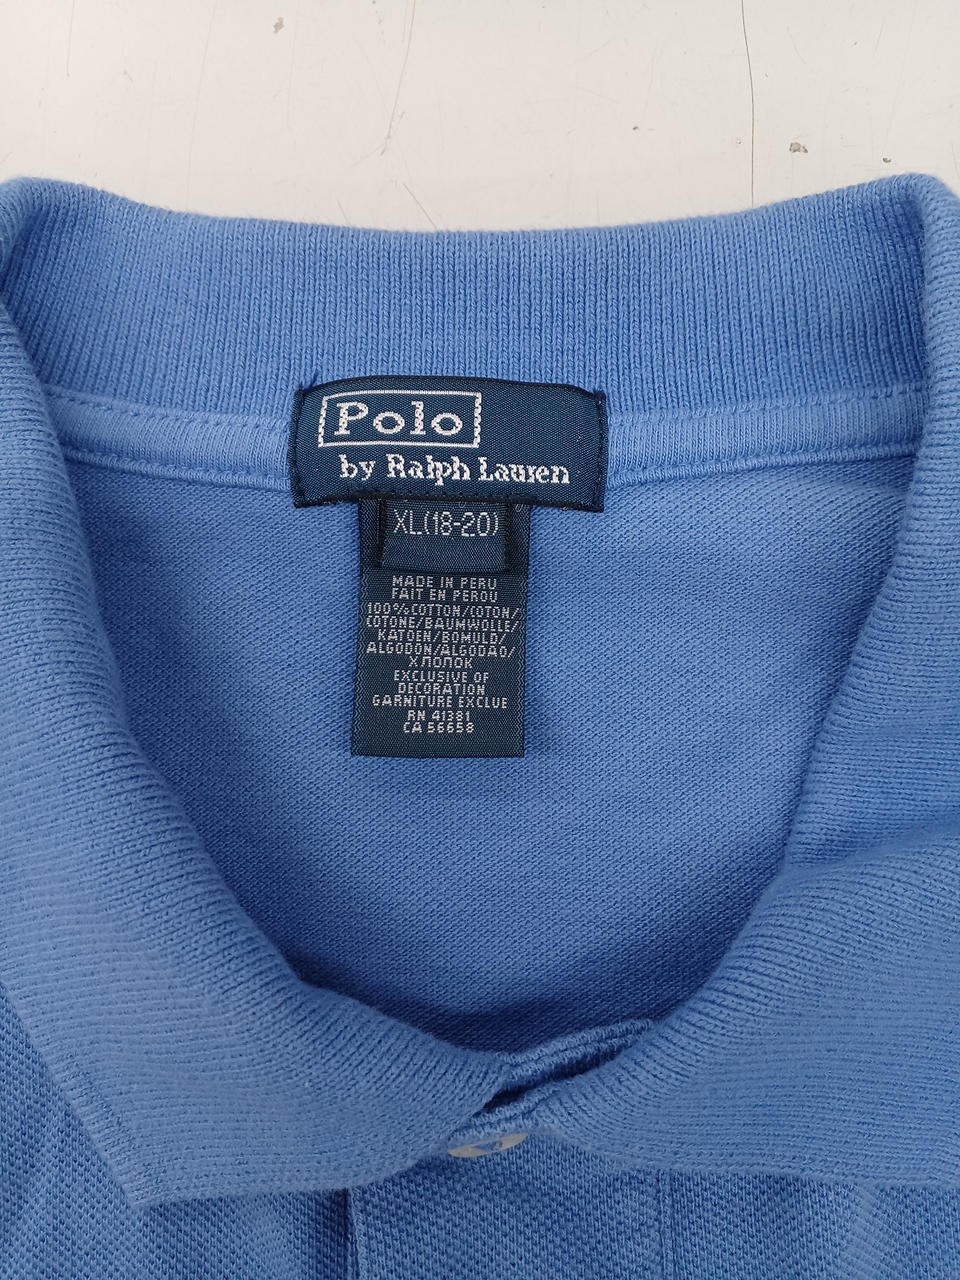 Polo
by Ralph Lauren
XL(18-20)
MADE IN PERU
FAIT EN PEROU
100%COTTON/COTON/
COTONE/BAUMWOLLE/
KATOEN/BOMULD/
ALGODON/ALGODAO/
ХЛОПОК
EXCLUSIVE OF
DECORATION
GARNITURE EXCLUE
RN 41381
CA 56658